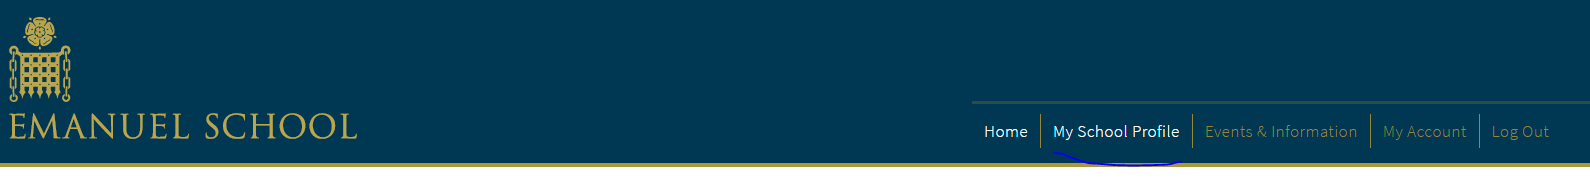 EMANUEL SCHOOL
Home My School Profile Events & Information My Account Log Out